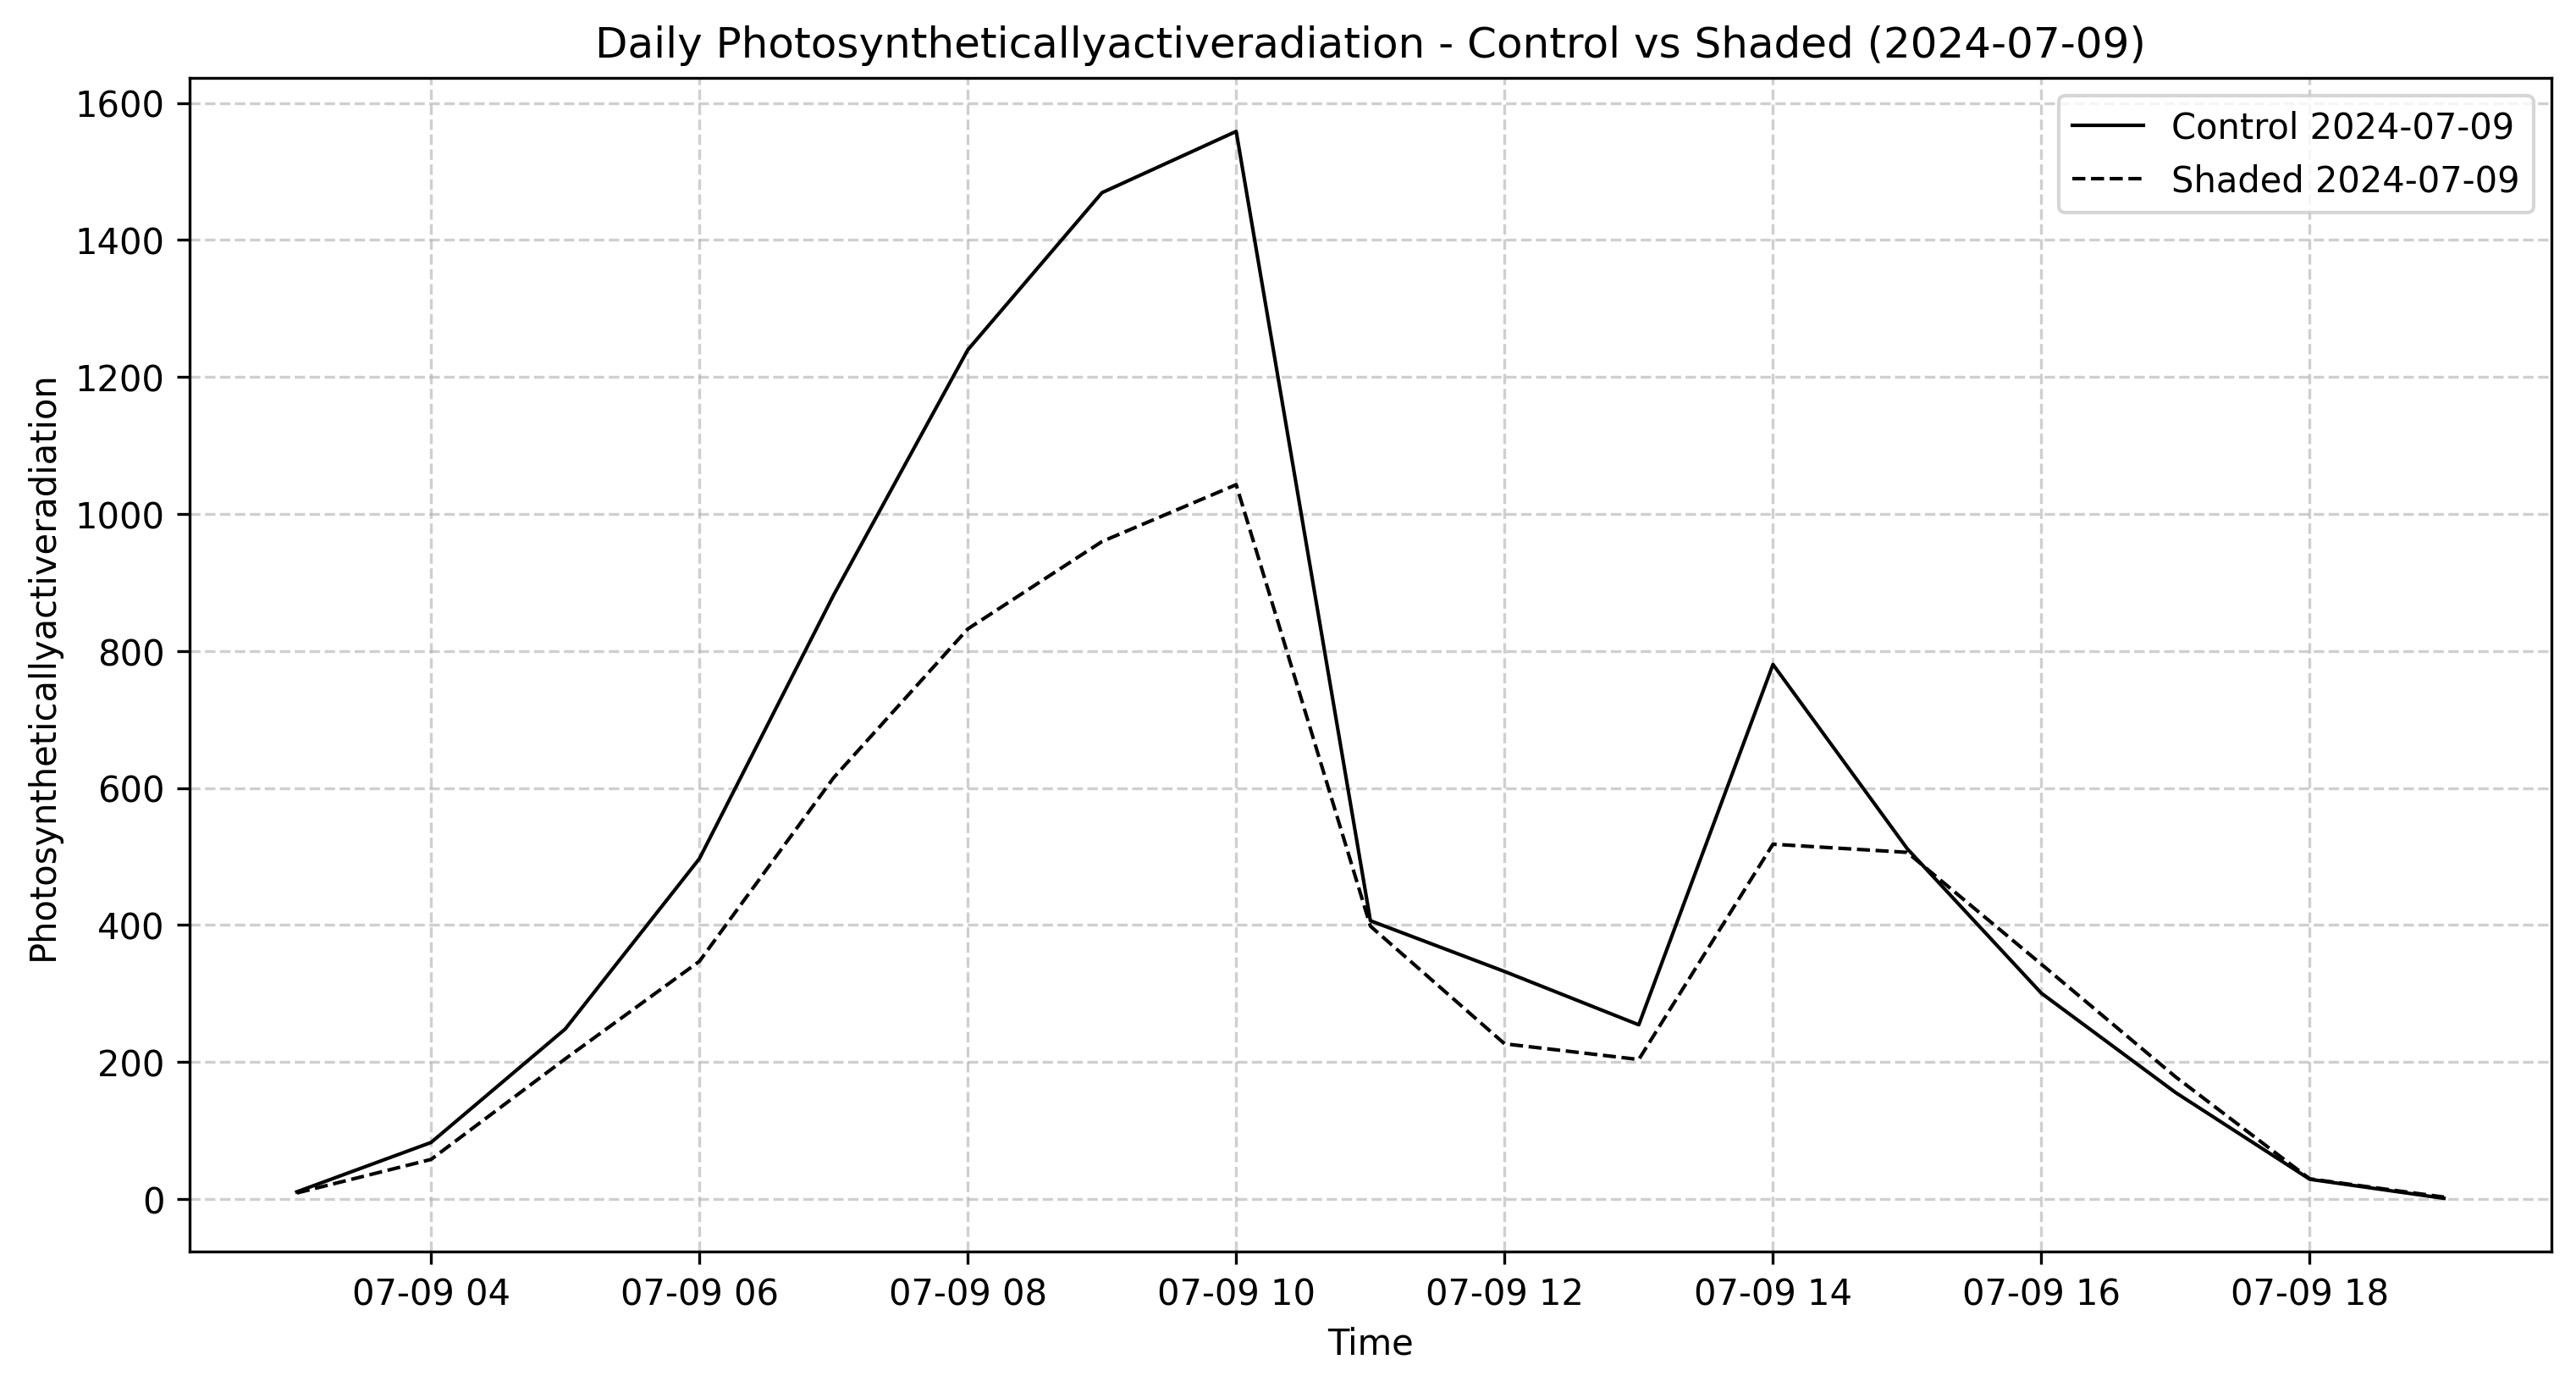 Daily Photosyntheticallyactiveradiation - Control vs Shaded (2024-07-09)
Control 2024-07-09
Shaded 2024-07-09
Photosyntheticallyactiveradiation
1600
1400
1200
1000
800
600
400
200
0
07-09 04 07-09 06 07-09 08 07-09 10 07-09 12 07-09 14 07-09 16 07-09 18
Time